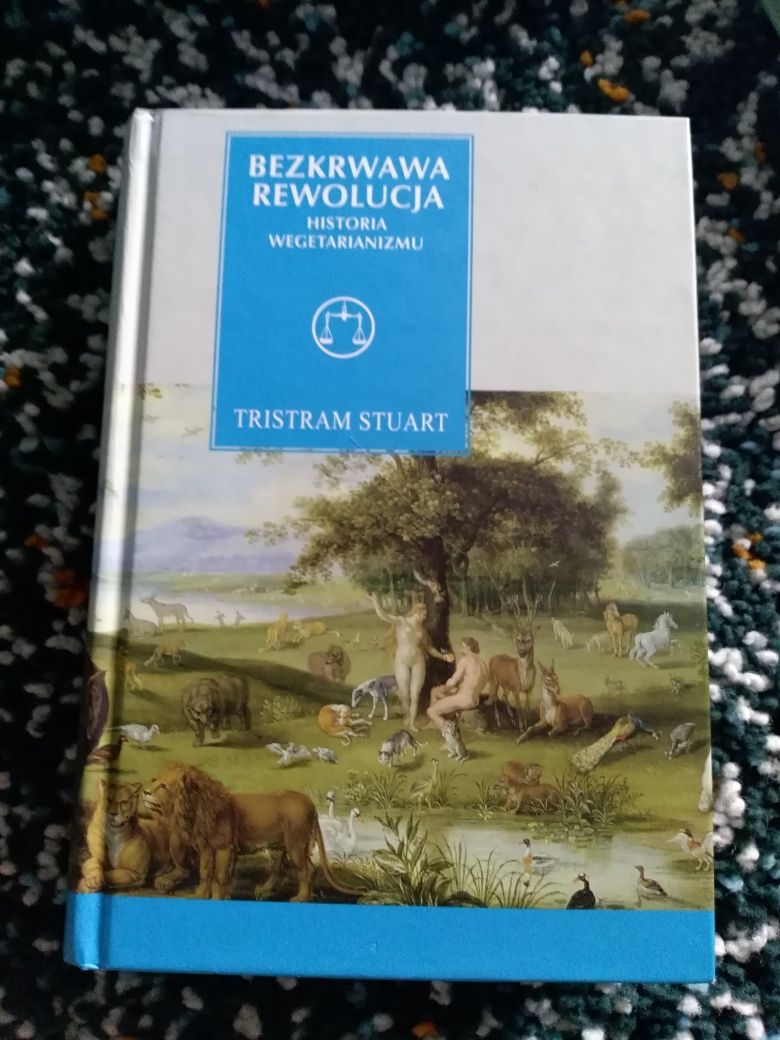 BEZKRWAWA
REWOLUCJA
HISTORIA
WEGETARIANIZMU
TRISTRAM STUART